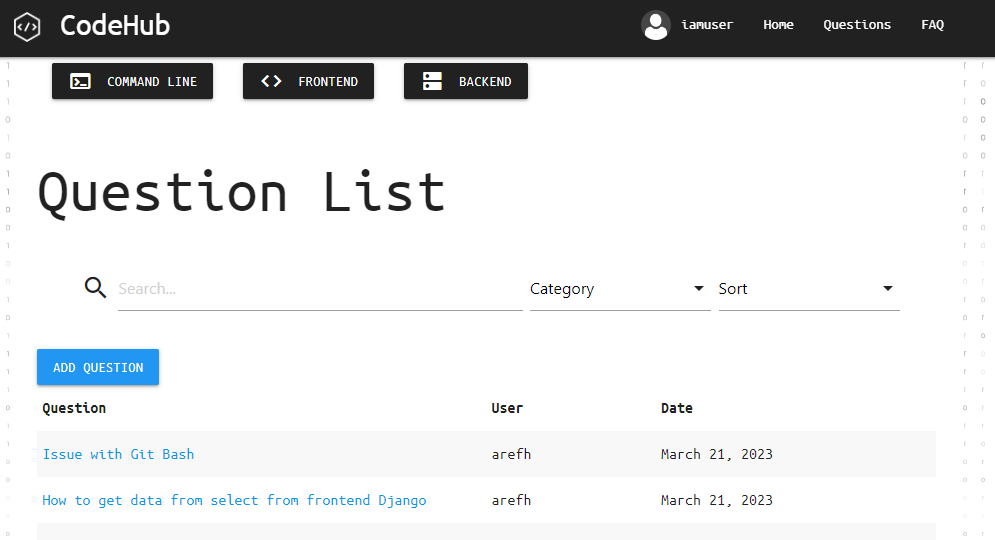 CodeHub
iamuser Home Questions FAQ
COMMAND LINE FRONTEND BACKEND
Question List
Search... Category Sort
ADD QUESTION
Question User Date
Issue with Git Bash arefh March 21, 2023
How to get data from select from frontend Django arefh March 21, 2023